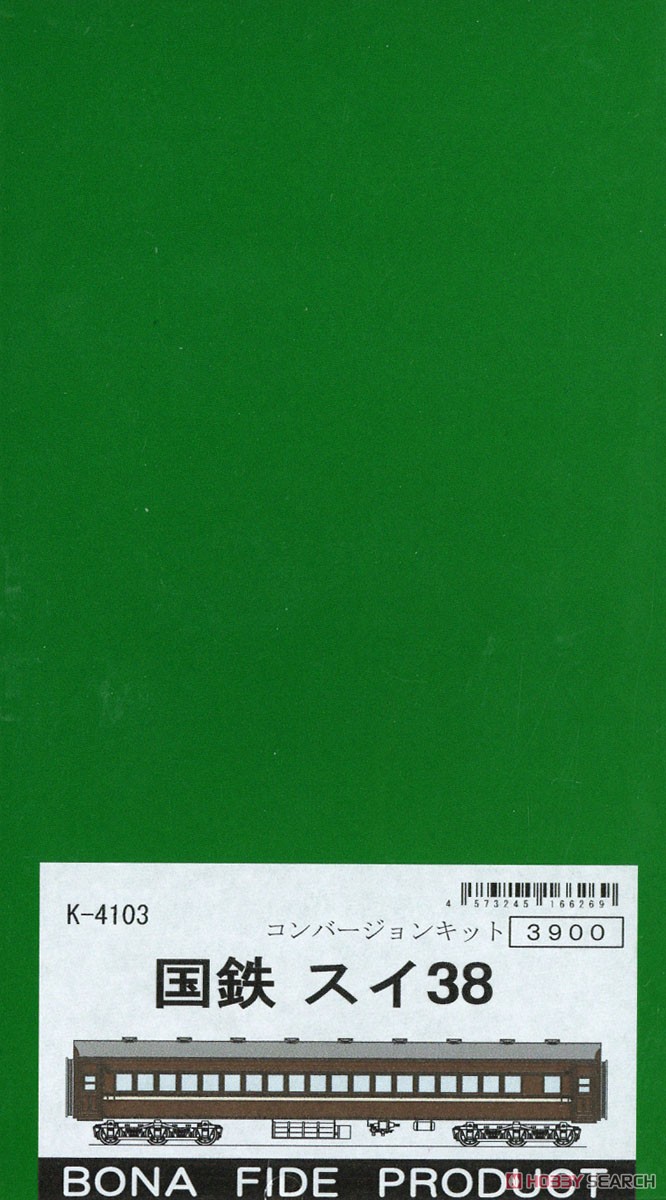 K-4103
4 573245 166269
コンバージョンキット 3900
国鉄 スイ38
BONA FIDE PRODUCT
HOBBY SEARCH